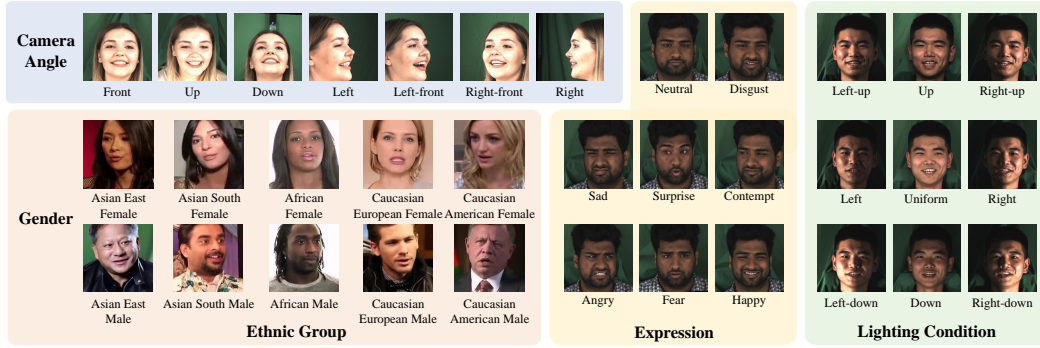 Camera
Angle
Front
Up
Down
Left
Left-front
Right-front
Right
Gender
Asian East
Female
Asian South
Female
African
Female
Caucasian
European Female
Caucasian
American Female
Asian East
Male
Asian South Male
African Male
Caucasian
European Male
Caucasian
American Male
Ethnic Group
Neutral
Disgust
Sad
Surprise
Contempt
Angry
Fear
Happy
Expression
Left-up
Up
Right-up
Left
Uniform
Right
Left-down
Down
Right-down
Lighting Condition